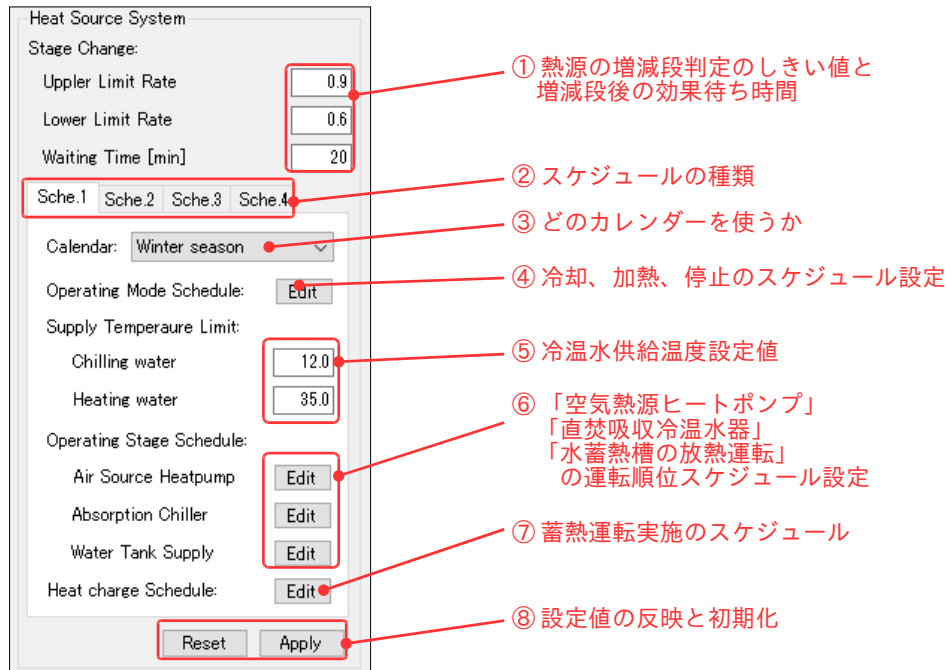 Heat Source System
Stage Change:
Uppler Limit Rate
0.9
Lower Limit Rate
0.6
Waiting Time [min]
20
① 熱源の増減段判定のしきい値と
増減段後の効果待ち時間
Sche.1 Sche.2 Sche.3 Sche.4
② スケジュールの種類
Calendar: Winter season
③ どのカレンダーを使うか
Operating Mode Schedule: Edit
④ 冷却、加熱、停止のスケジュール設定
Supply Temperaure Limit:
Chilling water 12.0
Heating water 35.0
⑤ 冷温水供給温度設定値
Operating Stage Schedule:
Air Source Heatpump Edit
Absorption Chiller Edit
Water Tank Supply Edit
⑥ 「空気熱源ヒートポンプ」
「直焚吸収冷温水器」
「水蓄熱槽の放熱運転」
の運転順位スケジュール設定
Heat charge Schedule: Edit
⑦ 蓄熱運転実施のスケジュール
Reset Apply
⑧ 設定値の反映と初期化